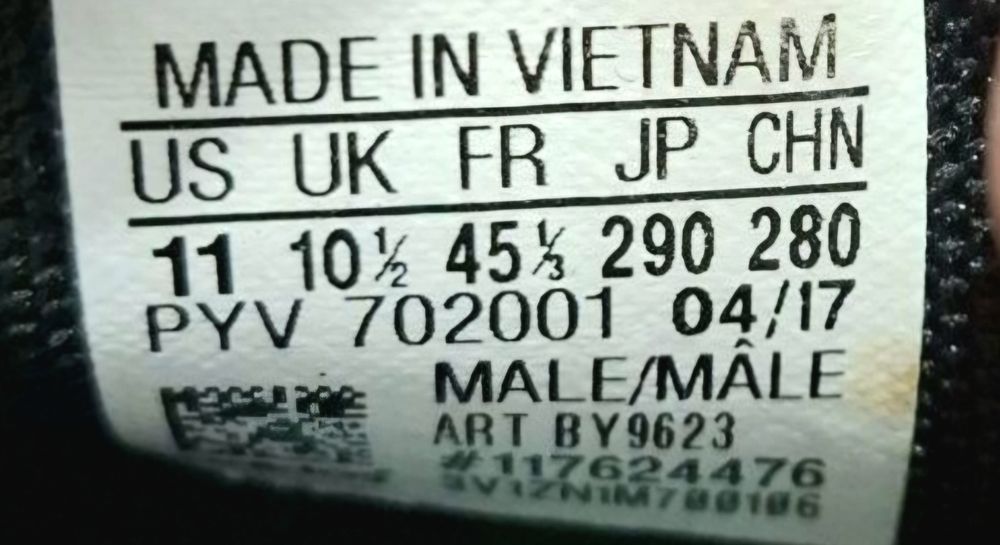 MADE IN VIETNAM
US UK FR JP CHN
11 10½ 45⅓ 290 280
PYV 702001 04/17
MALE/MÂLE
ART BY9623
#117624476
3V1ZN1M700106